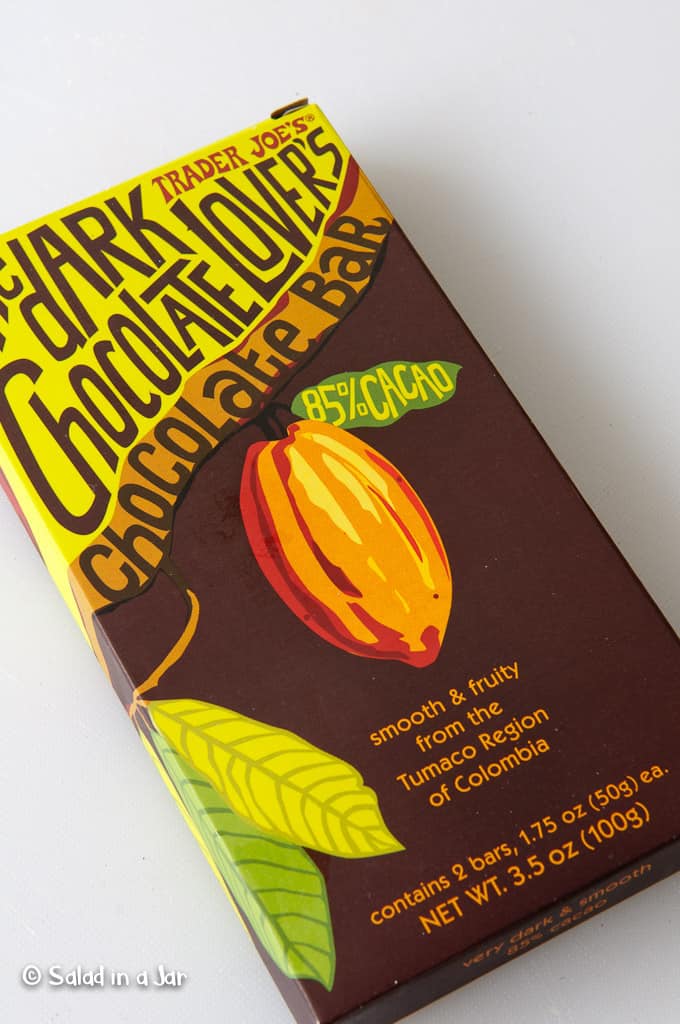 TRADER JOE'S®
dARK
CHOCOLATE LOVER'S
CHOCOLATE BAR
85% CACAO
smooth & fruity
from the
Tumaco Region
of Colombia
contains 2 bars, 1.75 oz (50g) ea.
NET WT. 3.5 oz (100g)
very dark & smooth
85% cacao
© Salad in a Jar